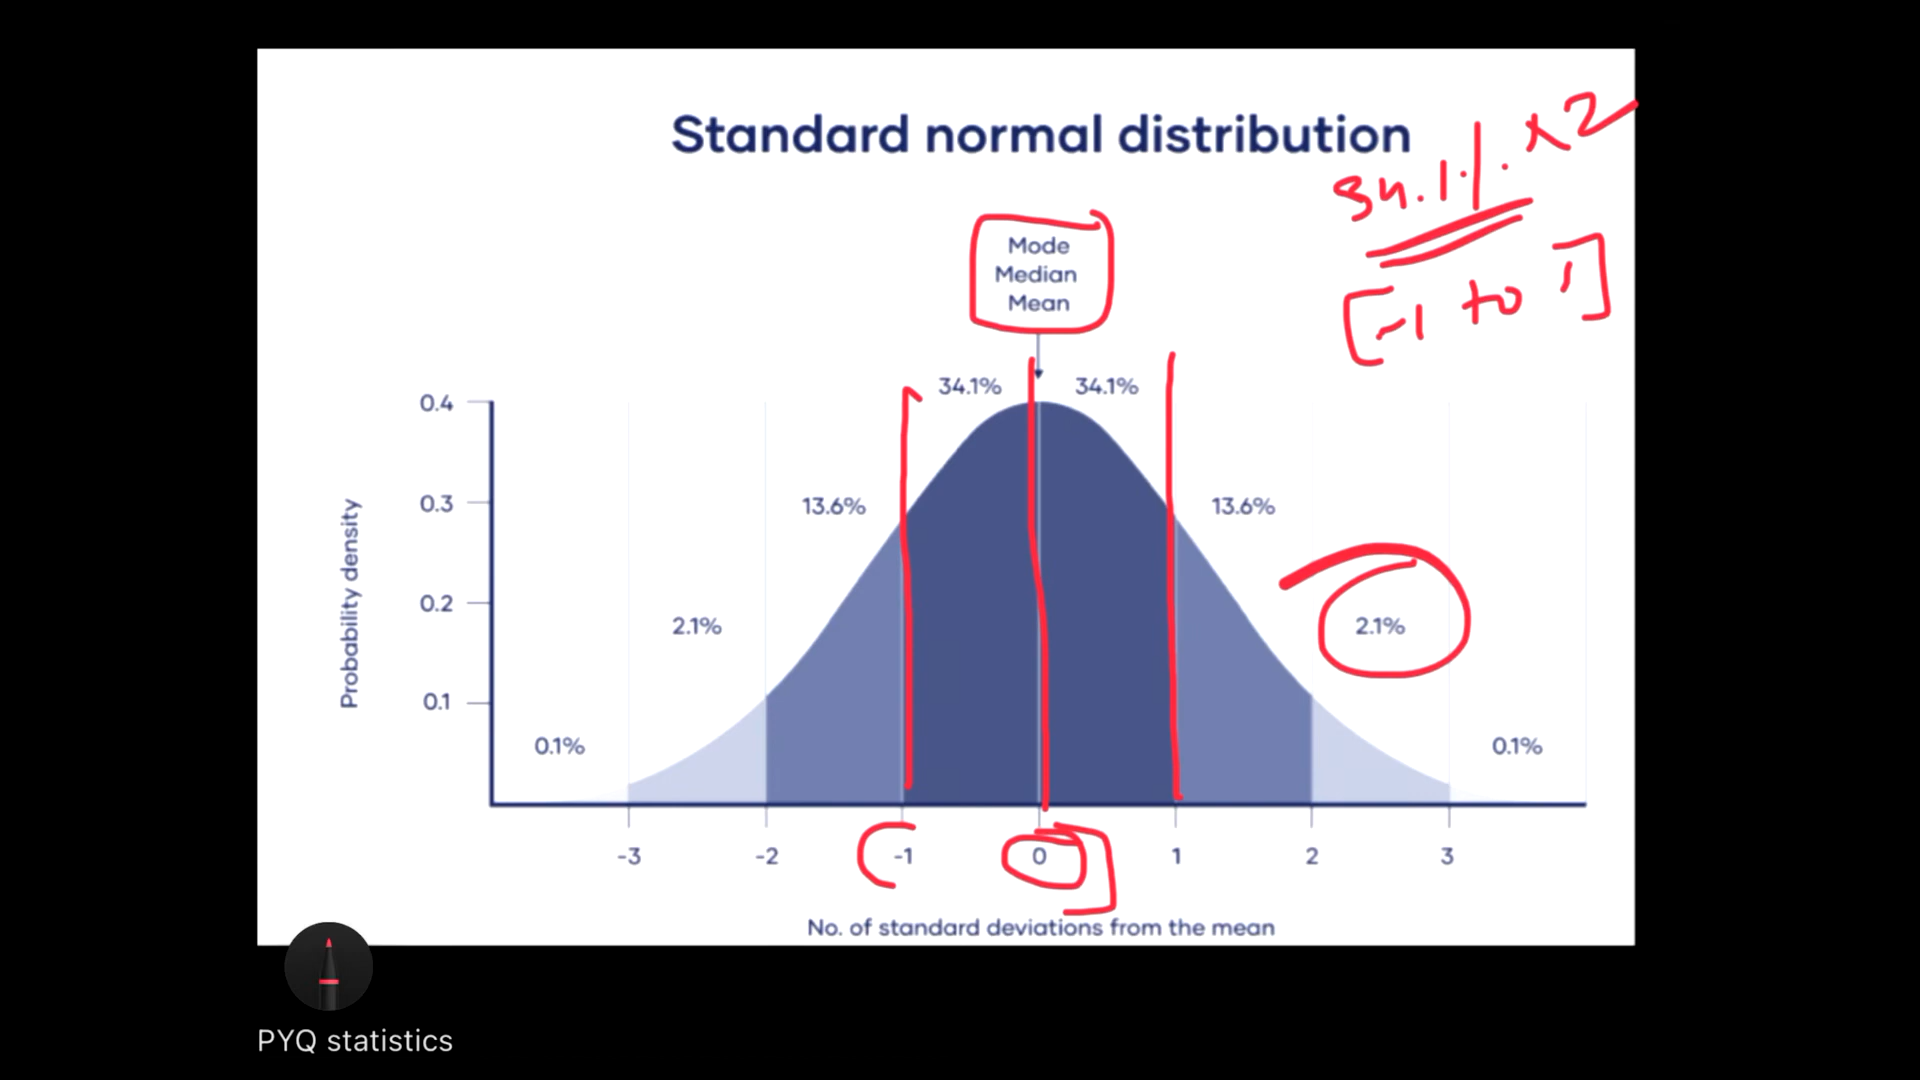 Standard normal distribution
34.1% x2
[-1 to 1]
Mode
Median
Mean
34.1% 34.1%
13.6% 13.6%
2.1% 2.1%
0.1% 0.1%
0.4
0.3
0.2
0.1
Probability density
-3 -2 -1 0 1 2 3
No. of standard deviations from the mean
PYQ statistics